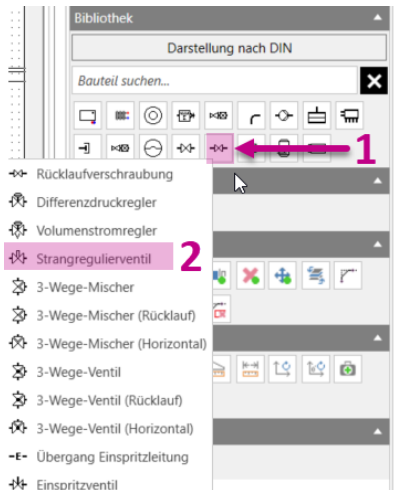 Bibliothek
Darstellung nach DIN
Bauteil suchen...
1
Rücklaufverschraubung
Differenzdruckregler
Volumenstromregler
Strangregulierventil 2
3-Wege-Mischer
3-Wege-Mischer (Rücklauf)
3-Wege-Mischer (Horizontal)
3-Wege-Ventil
3-Wege-Ventil (Rücklauf)
3-Wege-Ventil (Horizontal)
-E- Übergang Einspritzleitung
Einspritzventil